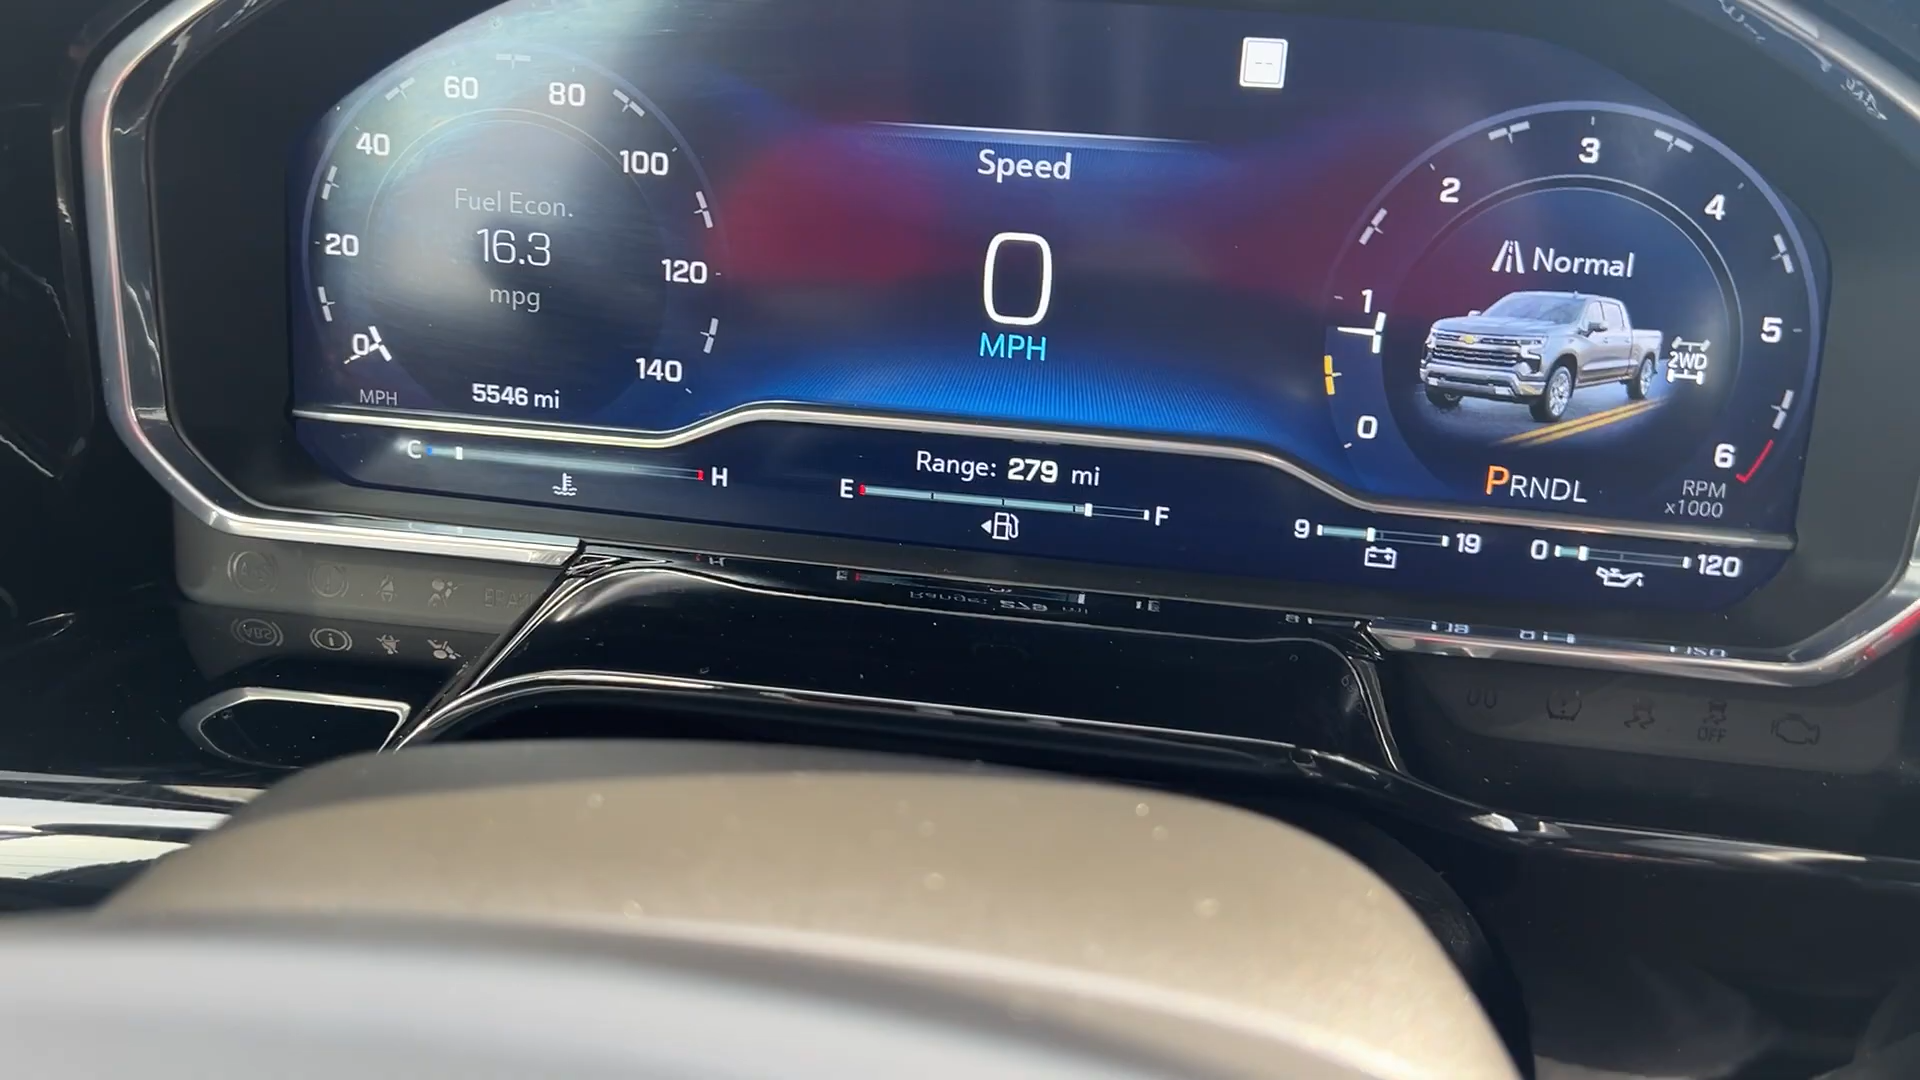 60
80
40
100
Speed
3
2
4
Fuel Econ.
16.3
mpg
20
120
0
MPH
Normal
1
5
2WD
0
140
MPH
5546 mi
0
6
C
H
Range: 279 mi
E
F
PRNDL
RPM
x1000
9
19
0
120
OFF